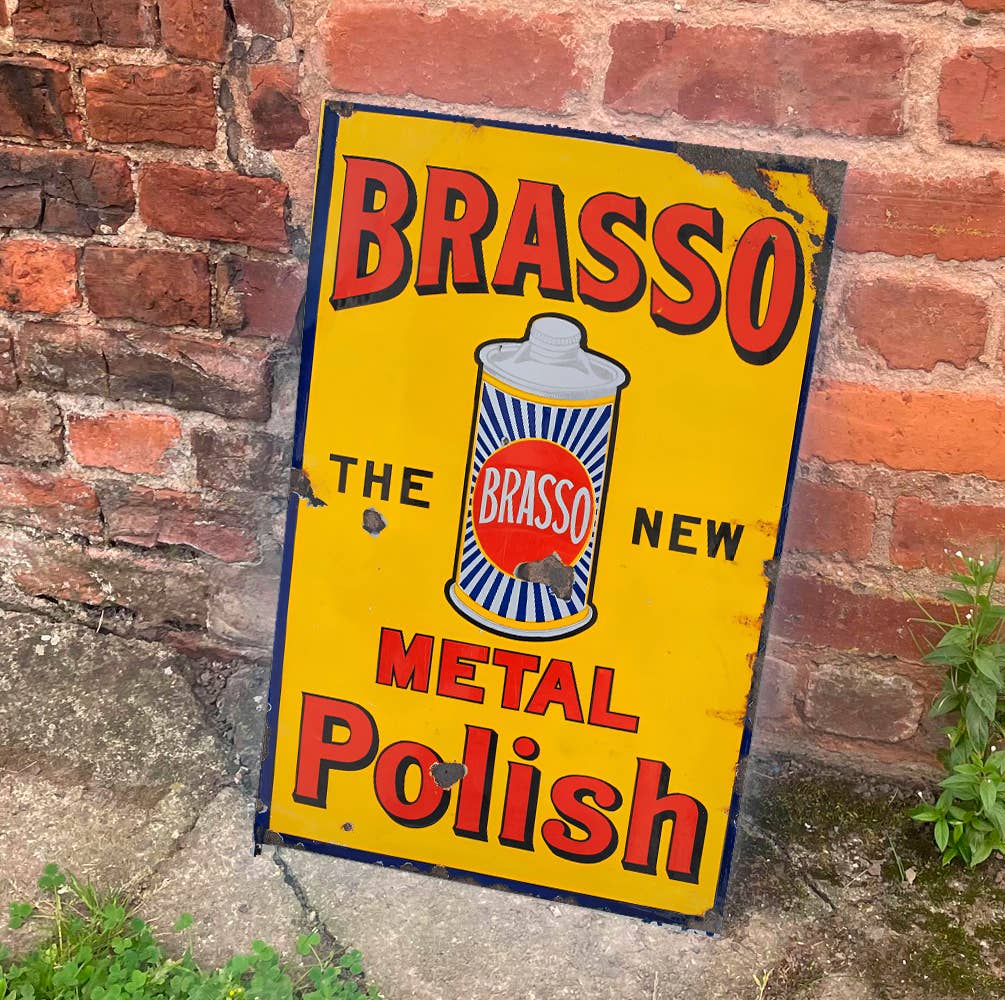 BRASSO
THE
BRASSO
NEW
METAL
Polish